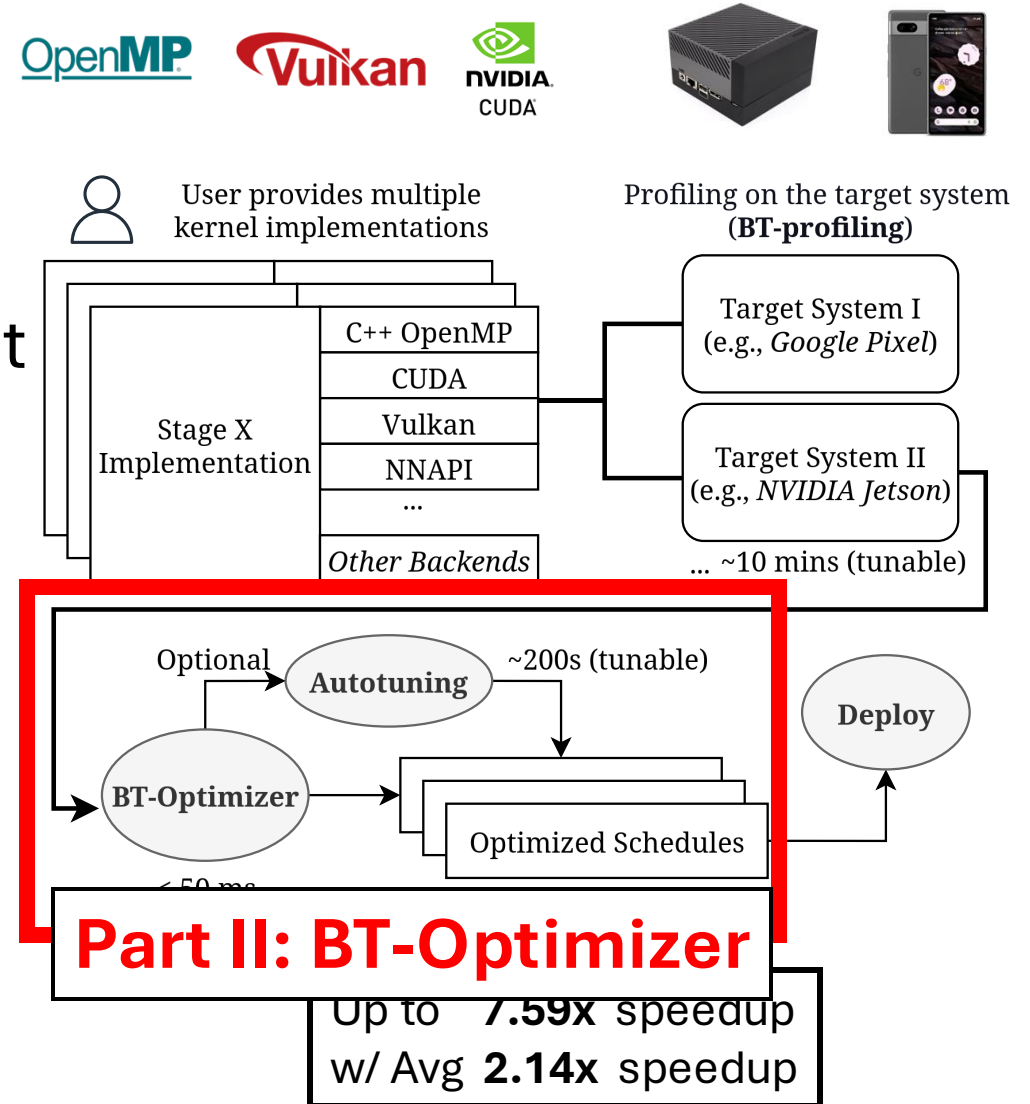 OpenMP
Vulkan
NVIDIA.
CUDA
User provides multiple
kernel implementations
Profiling on the target system
(BT-profiling)
t
Stage X
Implementation
C++ OpenMP
CUDA
Vulkan
NNAPI
...
Other Backends
Target System I
(e.g., Google Pixel)
Target System II
(e.g., NVIDIA Jetson)
... ~10 mins (tunable)
Optional
Autotuning
~200s (tunable)
Deploy
BT-Optimizer
Optimized Schedules
< 50 ms
Part II: BT-Optimizer
Up to 7.59x speedup
w/ Avg 2.14x speedup